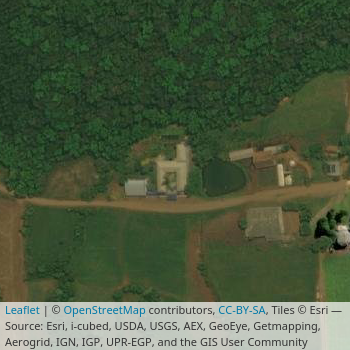 Leaflet | © OpenStreetMap contributors, CC-BY-SA, Tiles © Esri —
Source: Esri, i-cubed, USDA, USGS, AEX, GeoEye, Getmapping,
Aerogrid, IGN, IGP, UPR-EGP, and the GIS User Community